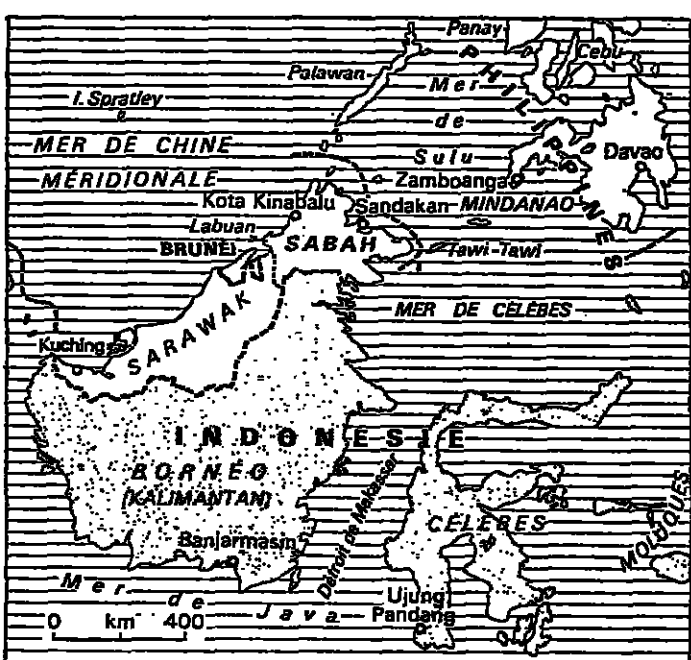 Panay
Cebu
PHILIPPINES
Palawan
Mer
de
Sulu
I. Spratley
MER DE CHINE
MÉRIDIONALE
Davao
Zamboanga
Kota Kinabalu
Sandakan
MINDANAO
Labuan
BRUNEI
SABAH
Tawi-Tawi
MER DE CÉLÈBES
SARAWAK
Kuching
INDONESIE
BORNÉO
(KALIMANTAN)
Détroit de Makassar
CÉLÈBES
MOLUQUES
Banjarmasin
Mer de Java
Ujung
Pandang
0 km 400